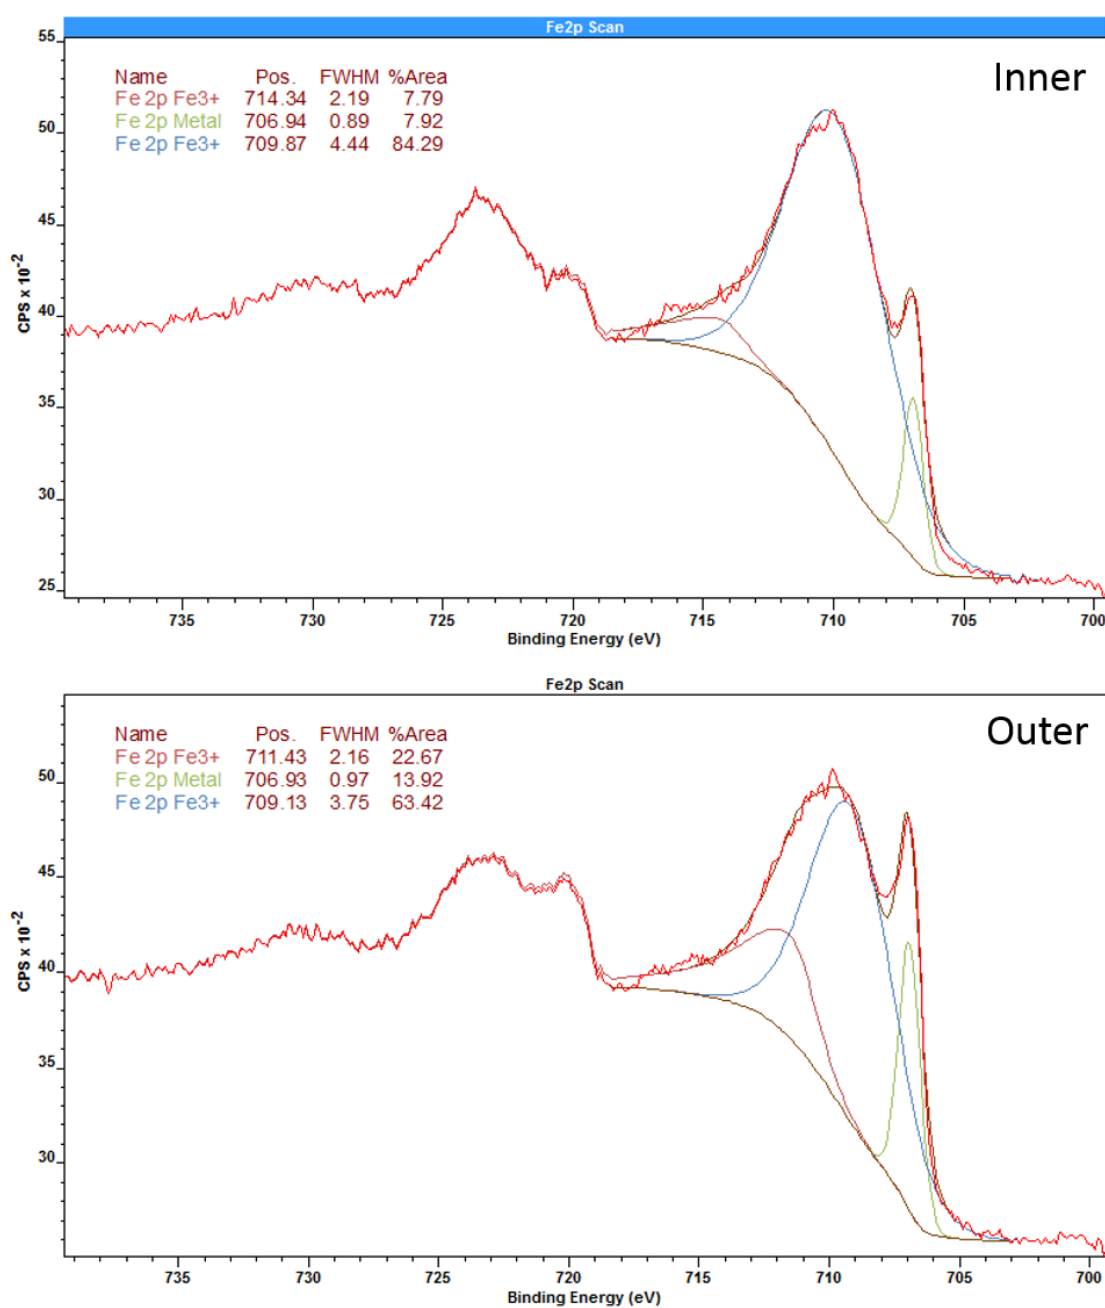 Fe2p Scan
Inner
Name Pos. FWHM %Area
Fe 2p Fe3+ 714.34 2.19 7.79
Fe 2p Metal 706.94 0.89 7.92
Fe 2p Fe3+ 709.87 4.44 84.29
55
50
45
40
35
30
25
CPS x 10-2
735 730 725 720 715 710 705 700
Binding Energy (eV)
Fe2p Scan
Outer
Name Pos. FWHM %Area
Fe 2p Fe3+ 711.43 2.16 22.67
Fe 2p Metal 706.93 0.97 13.92
Fe 2p Fe3+ 709.13 3.75 63.42
50
45
40
35
30
CPS x 10-2
735 730 725 720 715 710 705 700
Binding Energy (eV)